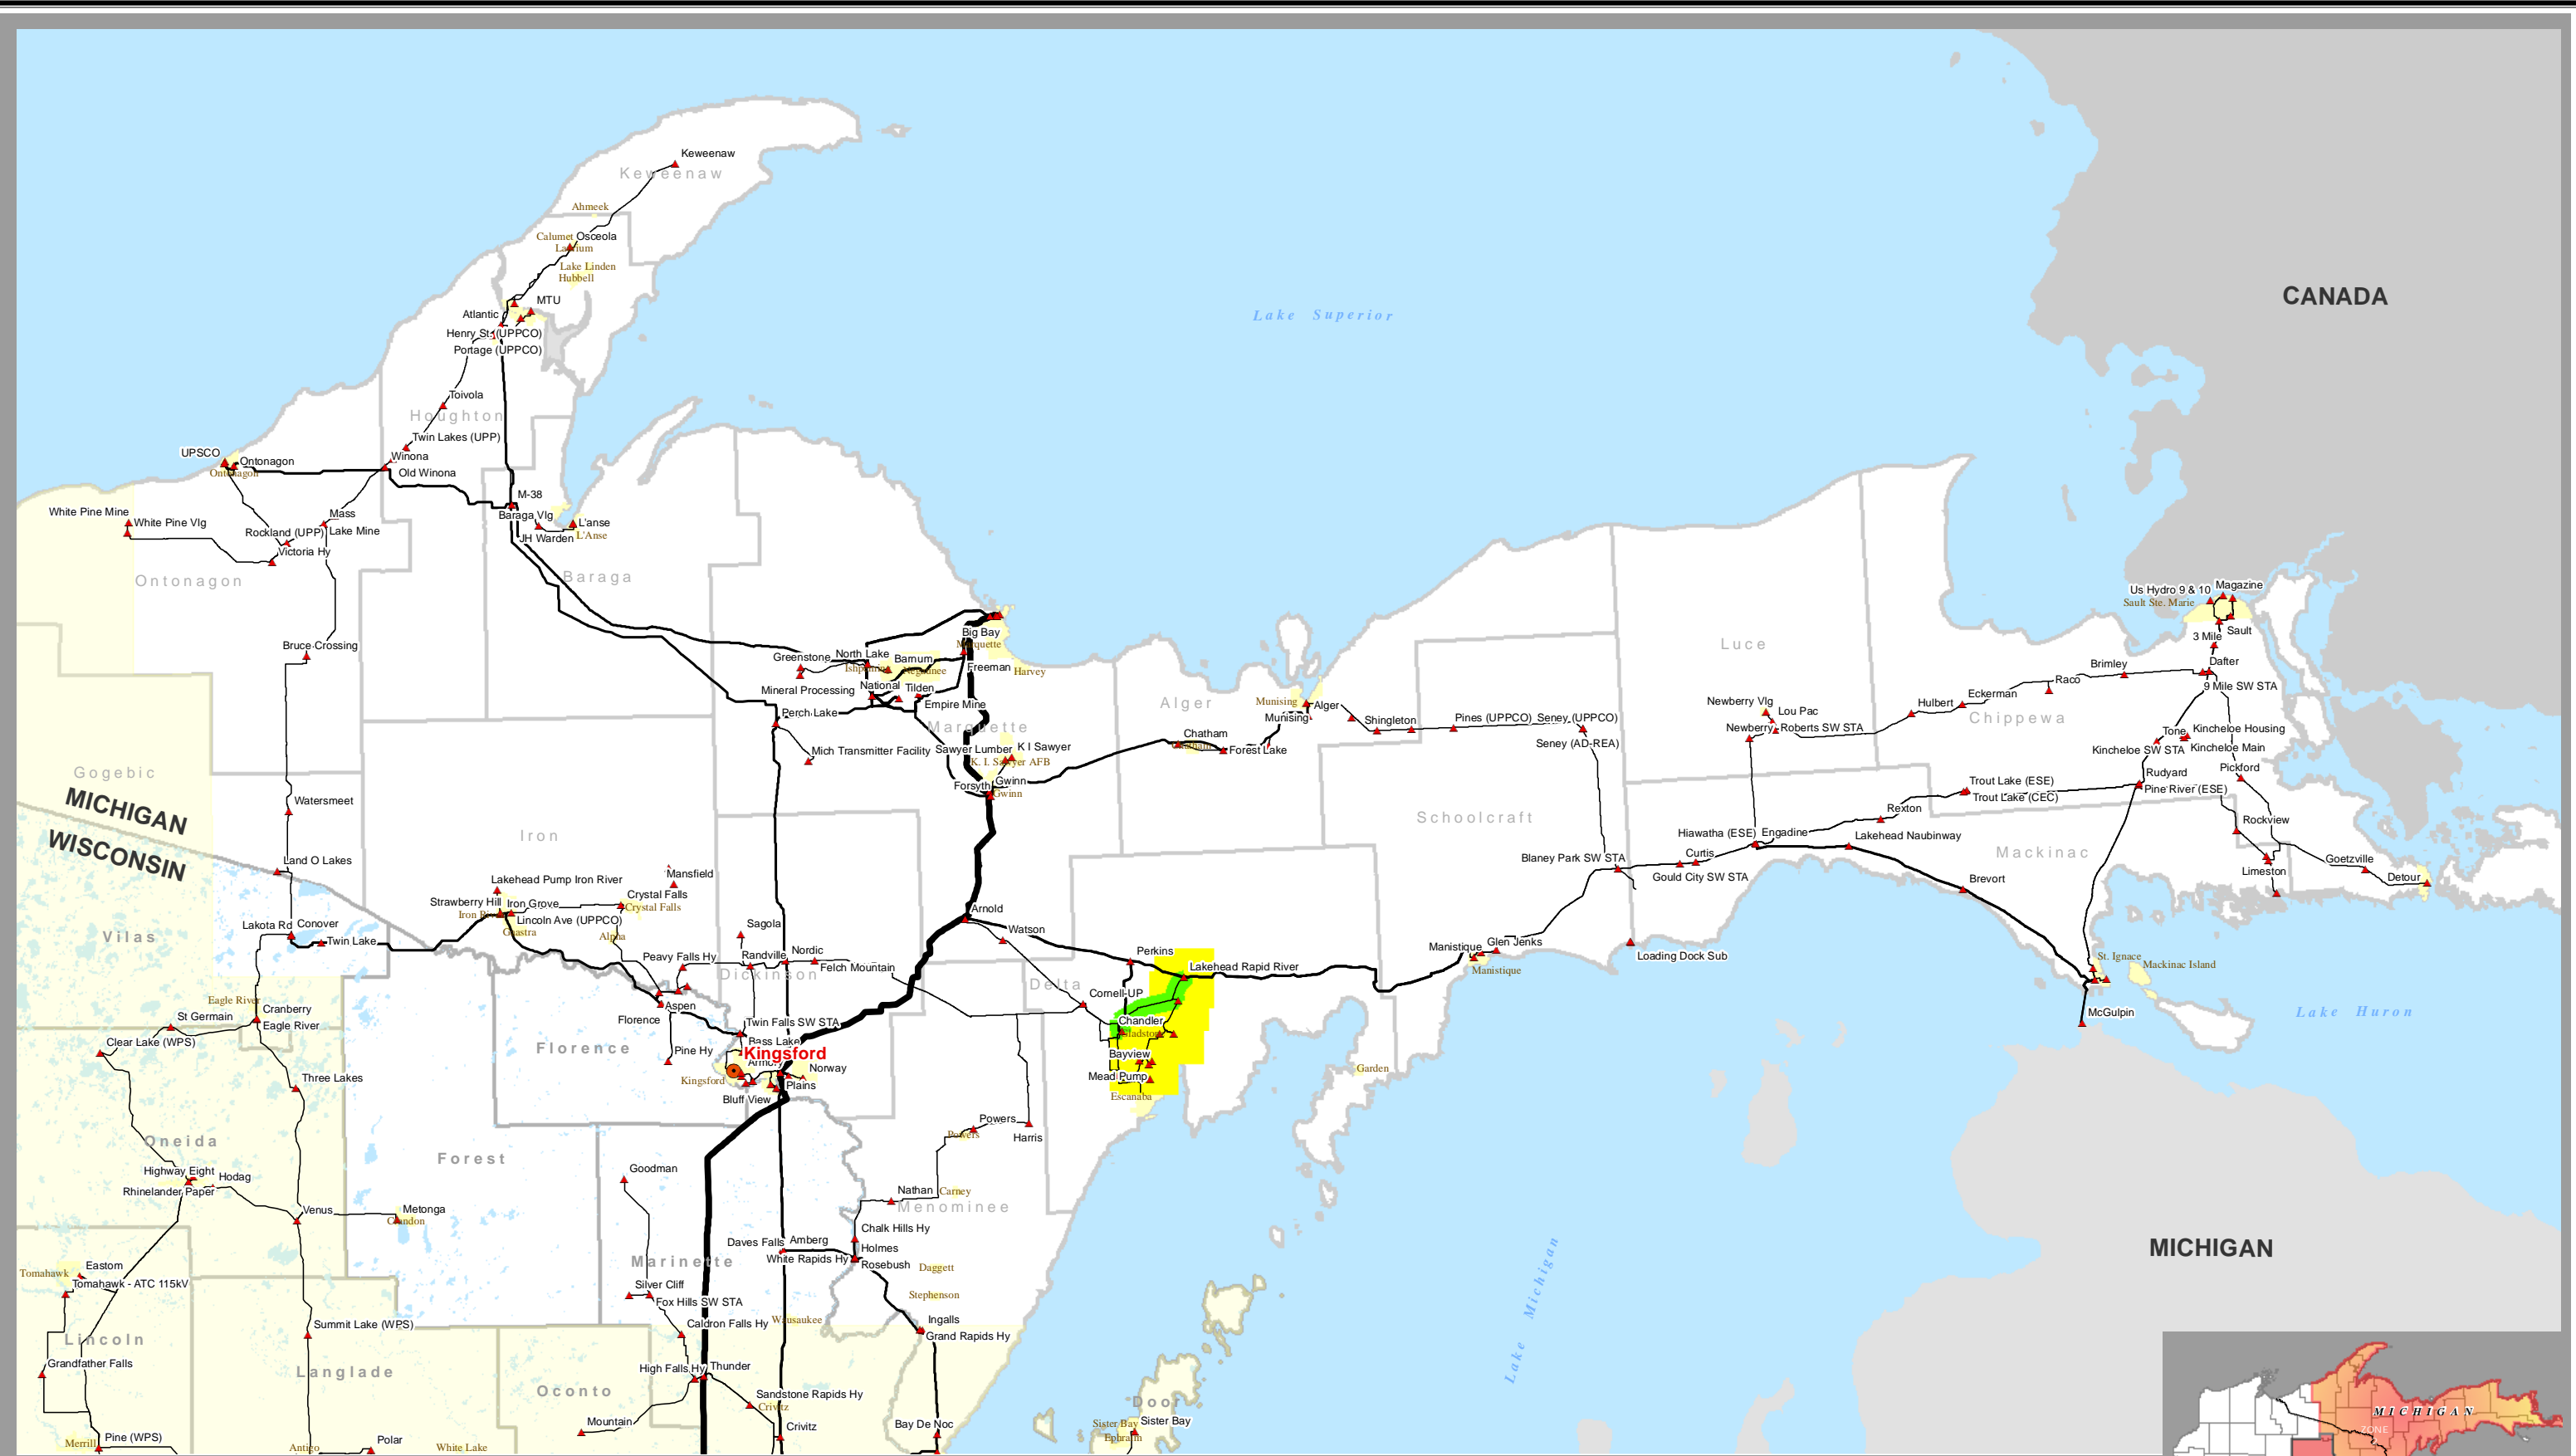 Keweenaw
Keweenaw
Ahmeek
Calumet
Osceola
Laurium
Lake Linden
Hubbell
CANADA
Lake Superior
MTU
Atlantic
Henry St (UPPCO)
Portage (UPPCO)
Toivola
Houghton
Twin Lakes (UPP)
UPSCO
Ontonagon
Ontonagon
Winona
Old Winona
M-38
Baraga Vlg
L'anse
L'Anse
JH Warden
White Pine Mine
White Pine Vlg
Mass
Rockland (UPP)
Lake Mine
Victoria Hy
Ontonagon
Baraga
Us Hydro 9 & 10
Magazine
Sault Ste. Marie
Sault
3 Mile
Big Bay
Marquette
Bruce Crossing
Greenstone
North Lake
Barnum
Ishpeming
Negaunee
Freeman
Harvey
Luce
Dafter
Brimley
9 Mile SW STA
Raco
Mineral Processing
National
Tilden
Empire Mine
Eckerman
Hulbert
Chippewa
Perch Lake
Marquette
Alger
Munising
Alger
Munising
Shingleton
Pines (UPPCO)
Seney (UPPCO)
Seney (AD-REA)
Newberry Vlg
Lou Pac
Newberry
Roberts SW STA
Tone
Kincheloe Housing
Kincheloe SW STA
Kincheloe Main
Mich Transmitter Facility
Sawyer Lumber
K I Sawyer
K. I. Sawyer AFB
Chatham
Chatham
Forest Lake
Gogebic
Forsyth
Gwinn
Gwinn
Rudyard
Pickford
Trout Lake (ESE)
Trout Lake (CEC)
Pine River (ESE)
MICHIGAN
WISCONSIN
Watersmeet
Iron
Schoolcraft
Rexton
Rockview
Hiawatha (ESE)
Engadine
Lakehead Naubinway
Mackinac
Land O Lakes
Blaney Park SW STA
Curtis
Gould City SW STA
Goetzville
Limeston
Detour
Brevort
Lakehead Pump Iron River
Mansfield
Strawberry Hill
Iron Grove
Crystal Falls
Crystal Falls
Iron River
Lincoln Ave (UPPCO)
Gaastra
Alpha
Arnold
Sagola
Watson
Lakota Rd
Conover
Twin Lake
Vilas
Peavy Falls Hy
Randville
Nordic
Felch Mountain
Dickinson
Perkins
Lakehead Rapid River
Manistique
Glen Jenks
Manistique
Loading Dock Sub
St. Ignace
Mackinac Island
Delta
Cornell-UP
Eagle River
Cranberry
Eagle River
St Germain
Aspen
Florence
Twin Falls SW STA
Chandler
Gladstone
McGulpin
Lake Huron
Clear Lake (WPS)
Florence
Pine Hy
Bass Lake
Kingsford
Armory
Norway
Kingsford
Plains
Bluff View
Bayview
Mead Pump
Escanaba
Garden
Three Lakes
Powers
Powers
Harris
Oneida
Forest
Goodman
Highway Eight
Hodag
Rhinelander Paper
Nathan
Carney
Menominee
Venus
Metonga
Crandon
Chalk Hills Hy
Daves Falls
Amberg
Holmes
White Rapids Hy
Rosebush
Daggett
MICHIGAN
Lake Michigan
Marinette
Tomahawk
Eastom
Tomahawk - ATC 115kV
Silver Cliff
Fox Hills SW STA
Stephenson
Caldron Falls Hy
Wausaukee
Ingalls
Grand Rapids Hy
Summit Lake (WPS)
Lincoln
Grandfather Falls
Langlade
High Falls Hy
Thunder
Oconto
Sandstone Rapids Hy
Crivitz
Crivitz
Mountain
Bay De Noc
Door
Sister Bay
Sister Bay
Ephraim
Merrill
Pine (WPS)
Antigo
Polar
White Lake
MICHIGAN
ZONE